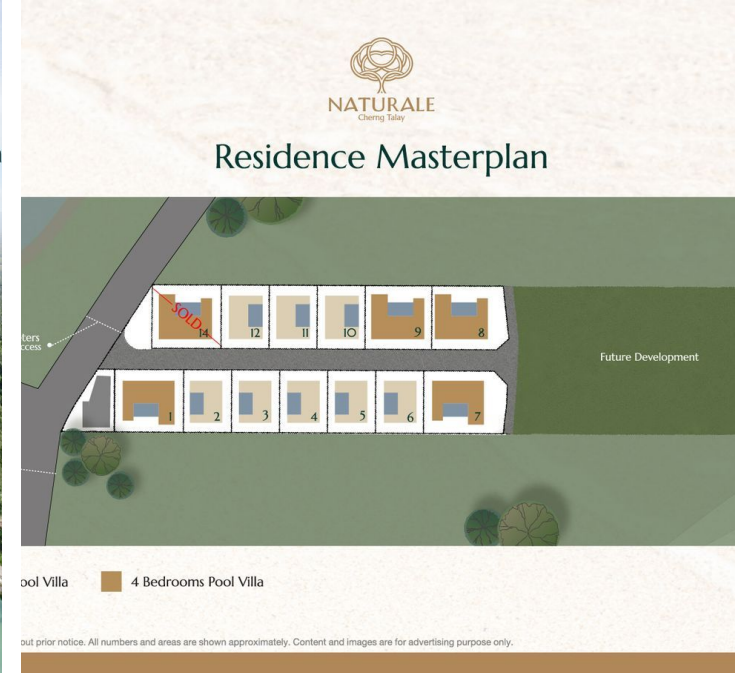 NATURALE
Cherng Talay
Residence Masterplan
SOLD
14
12
11
10
9
8
Future Development
1
2
3
4
5
6
7
ool Villa
4 Bedrooms Pool Villa
out prior notice. All numbers and areas are shown approximately. Content and images are for advertising purpose only.